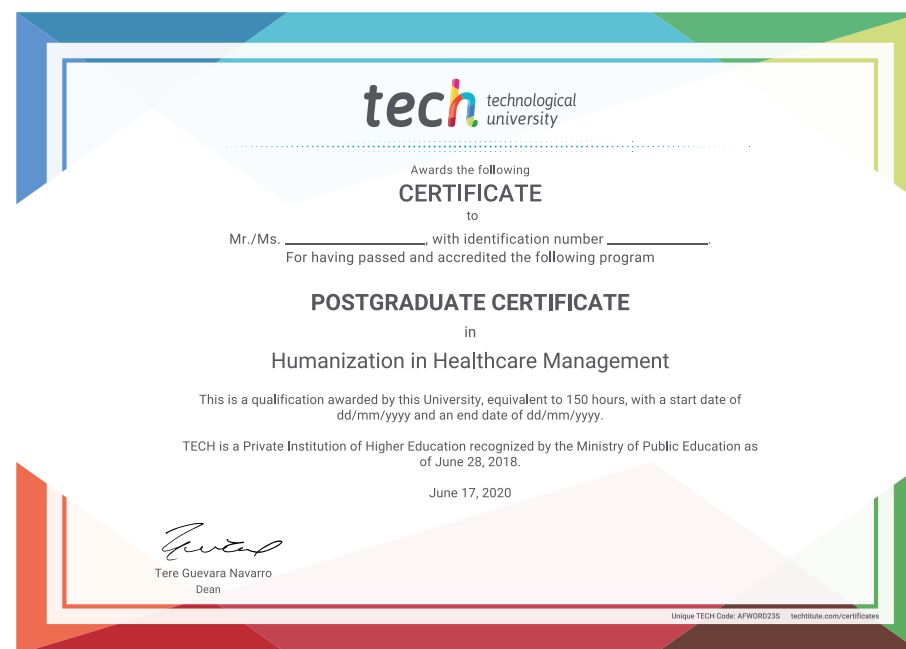 tech technological
university
Awards the following
CERTIFICATE
to
Mr./Ms. ____________________, with identification number ______________.
For having passed and accredited the following program
POSTGRADUATE CERTIFICATE
in
Humanization in Healthcare Management
This is a qualification awarded by this University, equivalent to 150 hours, with a start date of
dd/mm/yyyy and an end date of dd/mm/yyyy.
TECH is a Private Institution of Higher Education recognized by the Ministry of Public Education as
of June 28, 2018.
June 17, 2020
Tere Guevara Navarro
Dean
Unique TECH Code: AFWORD23S techtitute.com/certificates